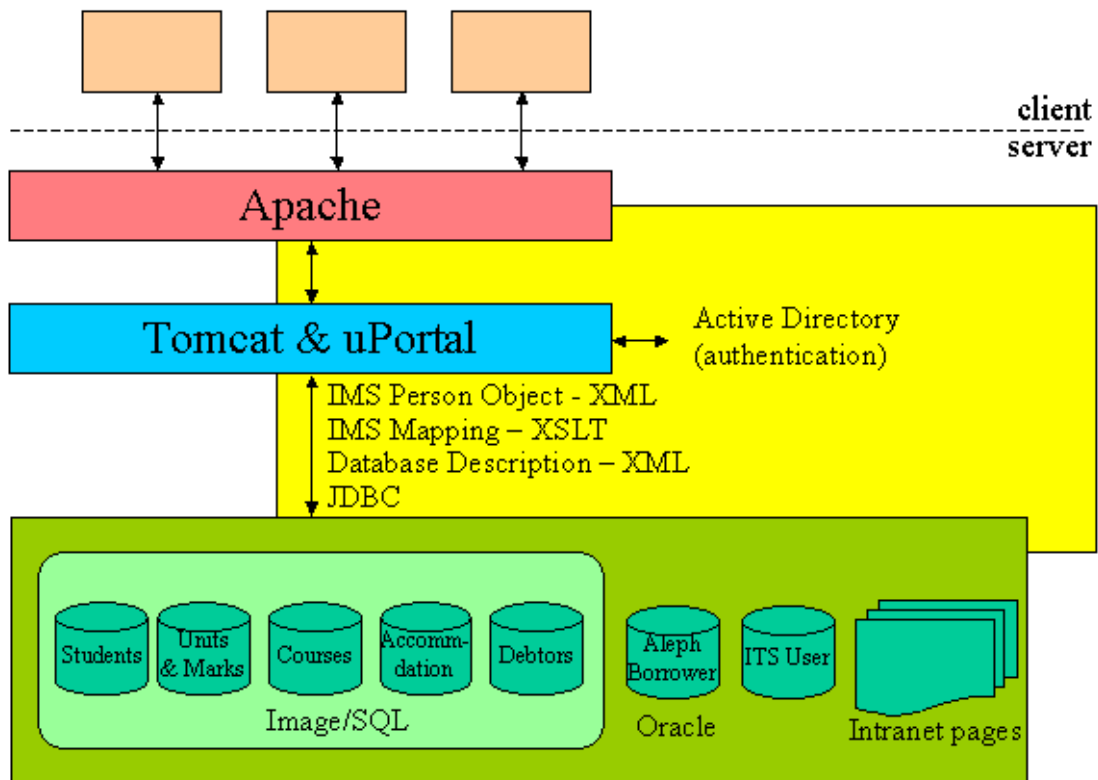 client
server
Apache
Tomcat & uPortal
Active Directory
(authentication)
IMS Person Object - XML
IMS Mapping – XSLT
Database Description – XML
JDBC
Students
Units
& Marks
Courses
Accomm-
dation
Debtors
Aleph
Borrower
ITS User
Image/SQL
Oracle
Intranet pages